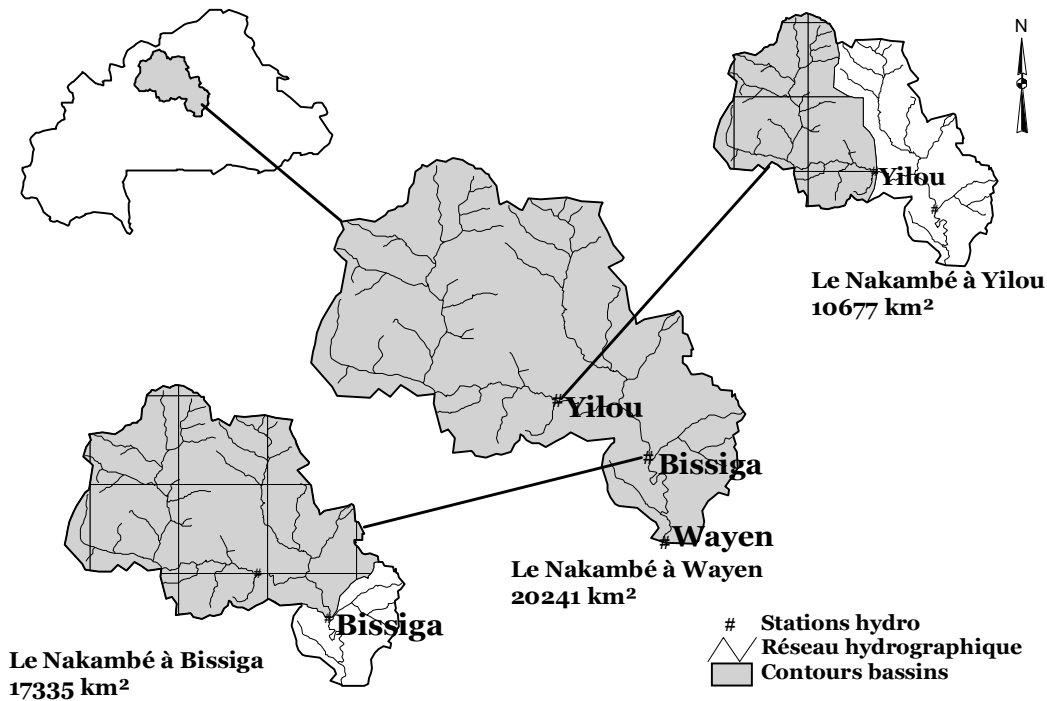 N
Yilou
Le Nakambé à Yilou
10677 km²
Yilou
Bissiga
Wayen
Le Nakambé à Wayen
20241 km²
Bissiga
Le Nakambé à Bissiga
17335 km²
# Stations hydro
Réseau hydrographique
Contours bassins